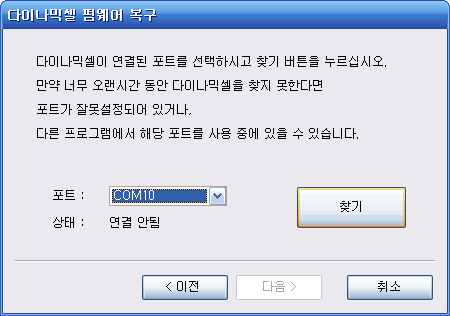 다이나믹셀 펌웨어 복구
다이나믹셀이 연결된 포트를 선택하시고 찾기 버튼을 누르십시오.
만약 너무 오랜시간 동안 다이나믹셀을 찾지 못한다면
포트가 잘못설정되어 있거나,
다른 프로그램에서 해당 포트를 사용 중에 있을 수 있습니다.
포트 : COM10
찾기
상태 : 연결 안됨
< 이전 다음 > 취소